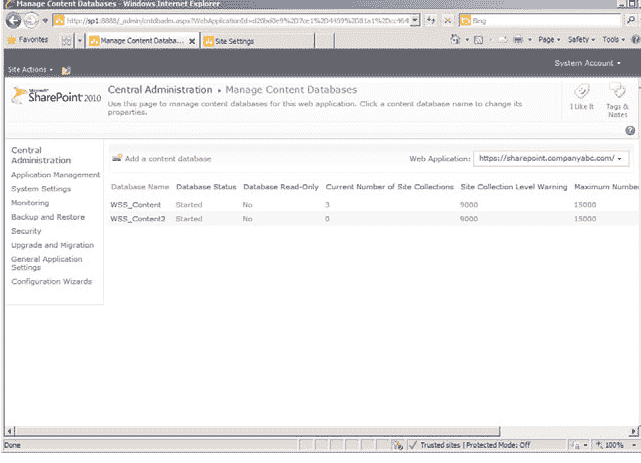 Manage Content Databases - Windows Internet Explorer
Favorites
Manage Content Databa...
Site Settings
Bing
Page
Safety
Tools
Site Actions
System Account
Microsoft
SharePoint 2010
Central Administration ▸ Manage Content Databases
Use this page to manage content databases for this web application. Click a content database name to change its
properties.
I Like It
Tags &
Notes
Central
Administration
Application Management
System Settings
Monitoring
Backup and Restore
Security
Upgrade and Migration
General Application
Settings
Configuration Wizards
Add a content database
Web Application: https://sharepoint.companyabc.com/
Database Name Database Status Database Read-Only Current Number of Site Collections Site Collection Level Warning Maximum Number
WSS_Content Started No 3 9000 15000
WSS_Content2 Started No 0 9000 15000
Done
Trusted sites | Protected Mode: Off
100%